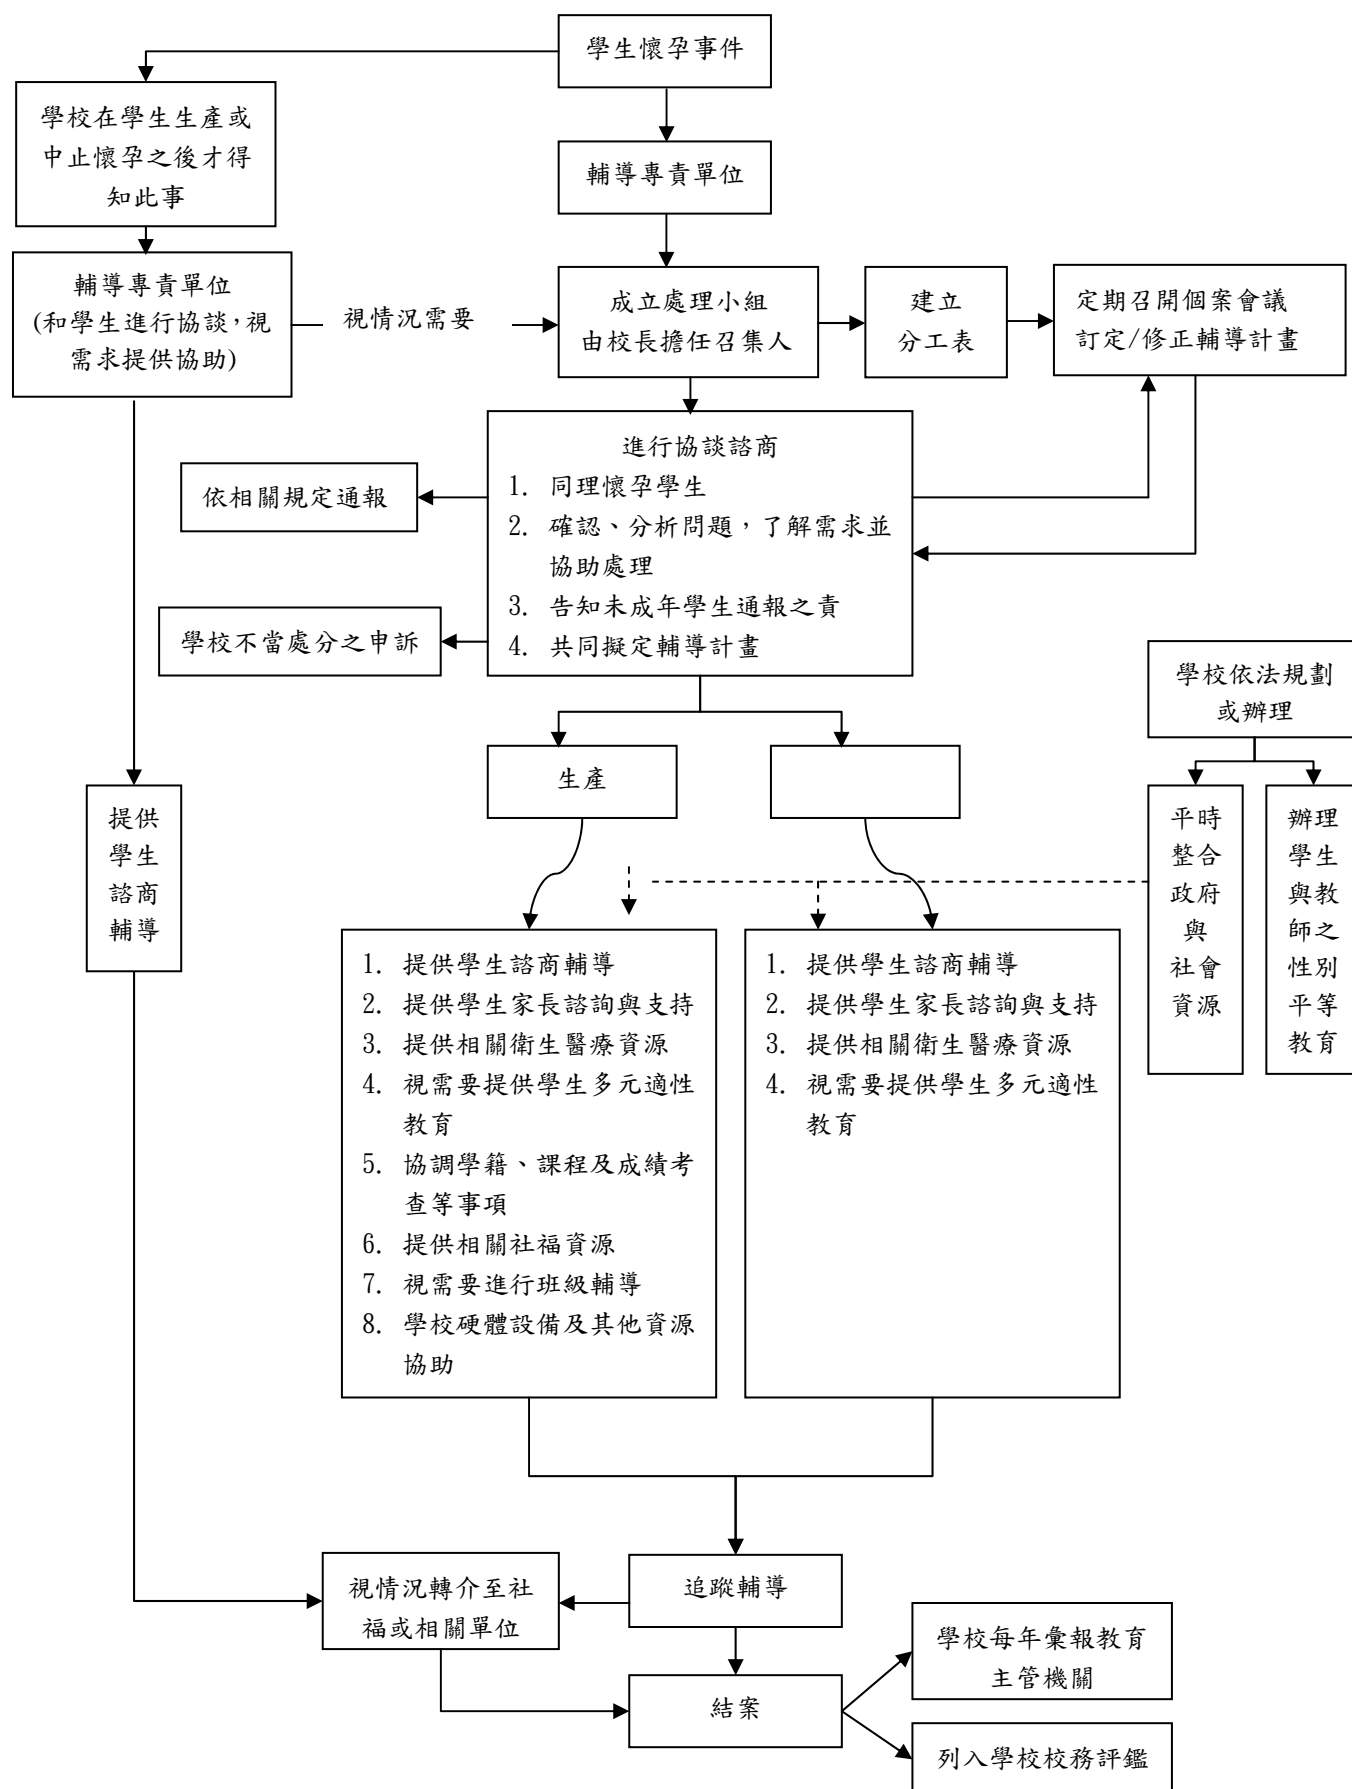 學生懷孕事件
學校在學生生產或
中止懷孕之後才得
知此事
輔導專責單位
輔導專責單位
(和學生進行協談,視
需求提供協助)
視情況需要
成立處理小組
由校長擔任召集人
建立
分工表
定期召開個案會議
訂定/修正輔導計畫
進行協談諮商
1. 同理懷孕學生
2. 確認、分析問題,了解需求並
協助處理
3. 告知未成年學生通報之責
4. 共同擬定輔導計畫
依相關規定通報
學校不當處分之申訴
學校依法規劃
或辦理
生產
提供
學生
諮商
輔導
平時
整合
政府
與
社會
資源
辦理
學生
與教
師之
性別
平等
教育
1. 提供學生諮商輔導
2. 提供學生家長諮詢與支持
3. 提供相關衛生醫療資源
4. 視需要提供學生多元適性
教育
5. 協調學籍、課程及成績考
查等事項
6. 提供相關社福資源
7. 視需要進行班級輔導
8. 學校硬體設備及其他資源
協助
1. 提供學生諮商輔導
2. 提供學生家長諮詢與支持
3. 提供相關衛生醫療資源
4. 視需要提供學生多元適性
教育
視情況轉介至社
福或相關單位
追蹤輔導
結案
學校每年彙報教育
主管機關
列入學校校務評鑑